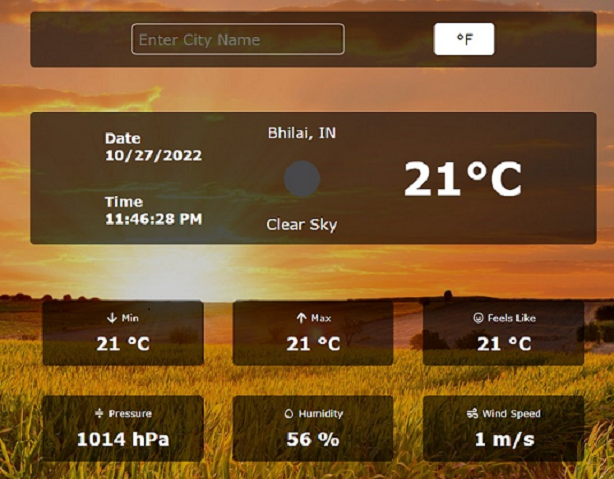 Enter City Name
°F
Date
10/27/2022
Time
11:46:28 PM
Bhilai, IN
Clear Sky
21°C
Min
21 °C
Max
21 °C
Feels Like
21 °C
Pressure
1014 hPa
Humidity
56 %
Wind Speed
1 m/s